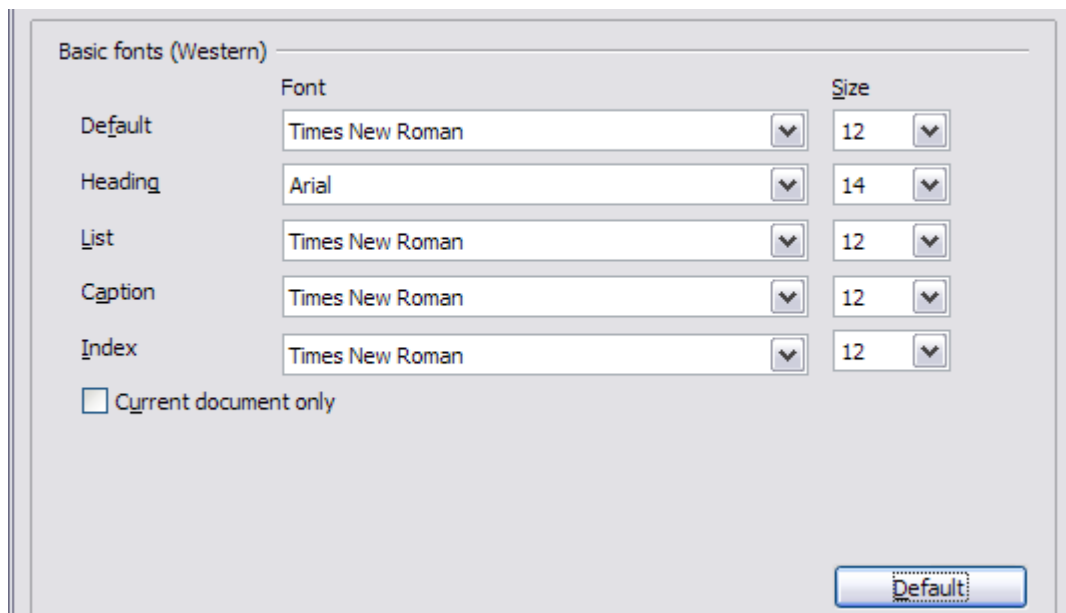 Basic fonts (Western)
Font Size
Default Times New Roman 12
Heading Arial 14
List Times New Roman 12
Caption Times New Roman 12
Index Times New Roman 12
Current document only
Default